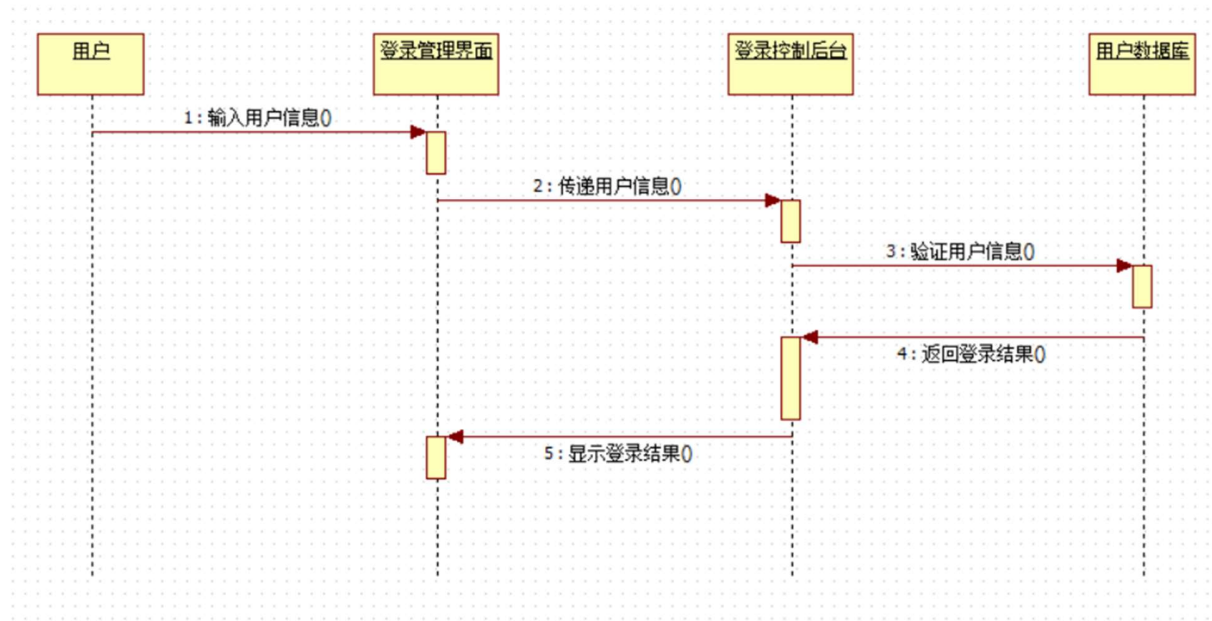 用户
登录管理界面
登录控制后台
用户数据库
1:输入用户信息()
2:传递用户信息()
3:验证用户信息()
4:返回登录结果()
5:显示登录结果()